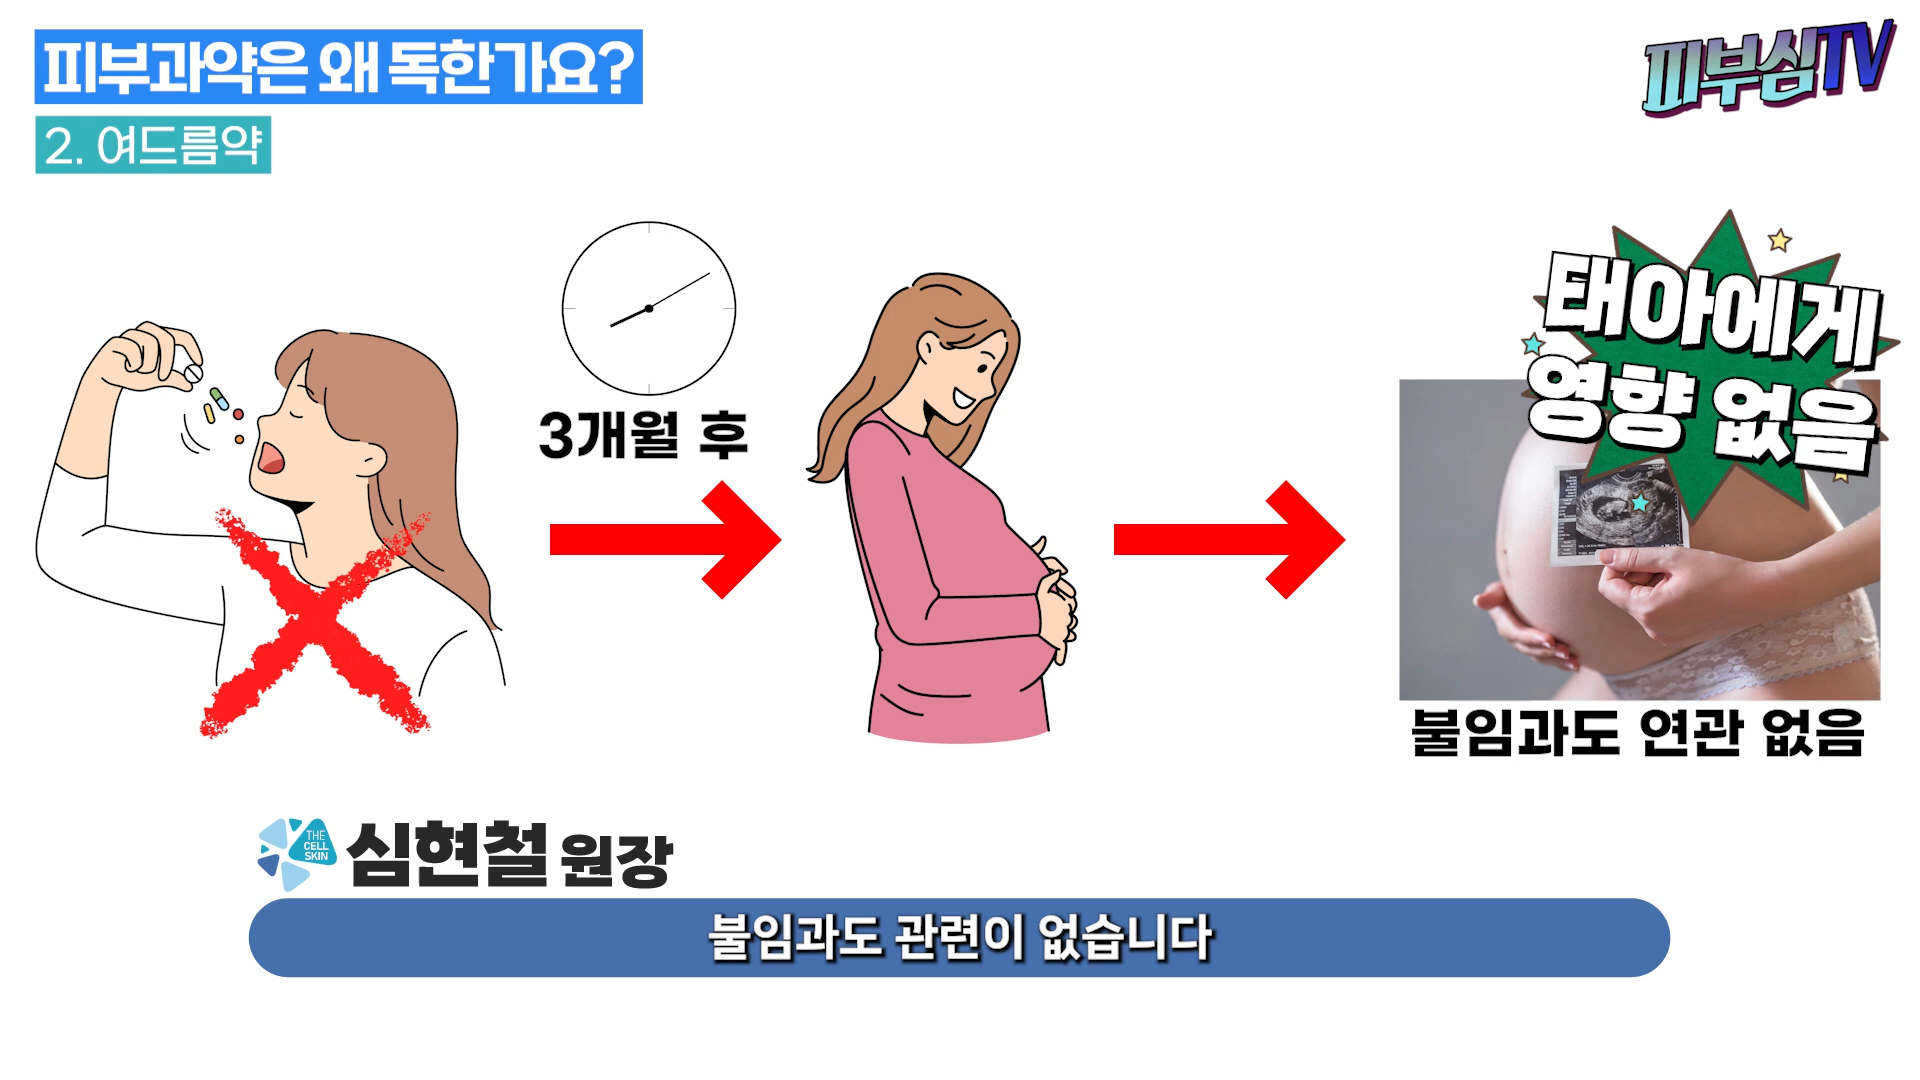 피부과약은 왜 독한가요?
피부심TV
2. 여드름약
태아에게
영향 없음
3개월 후
불임과도 연관 없음
THE
CELL
SKIN
심현철 원장
불임과도 관련이 없습니다